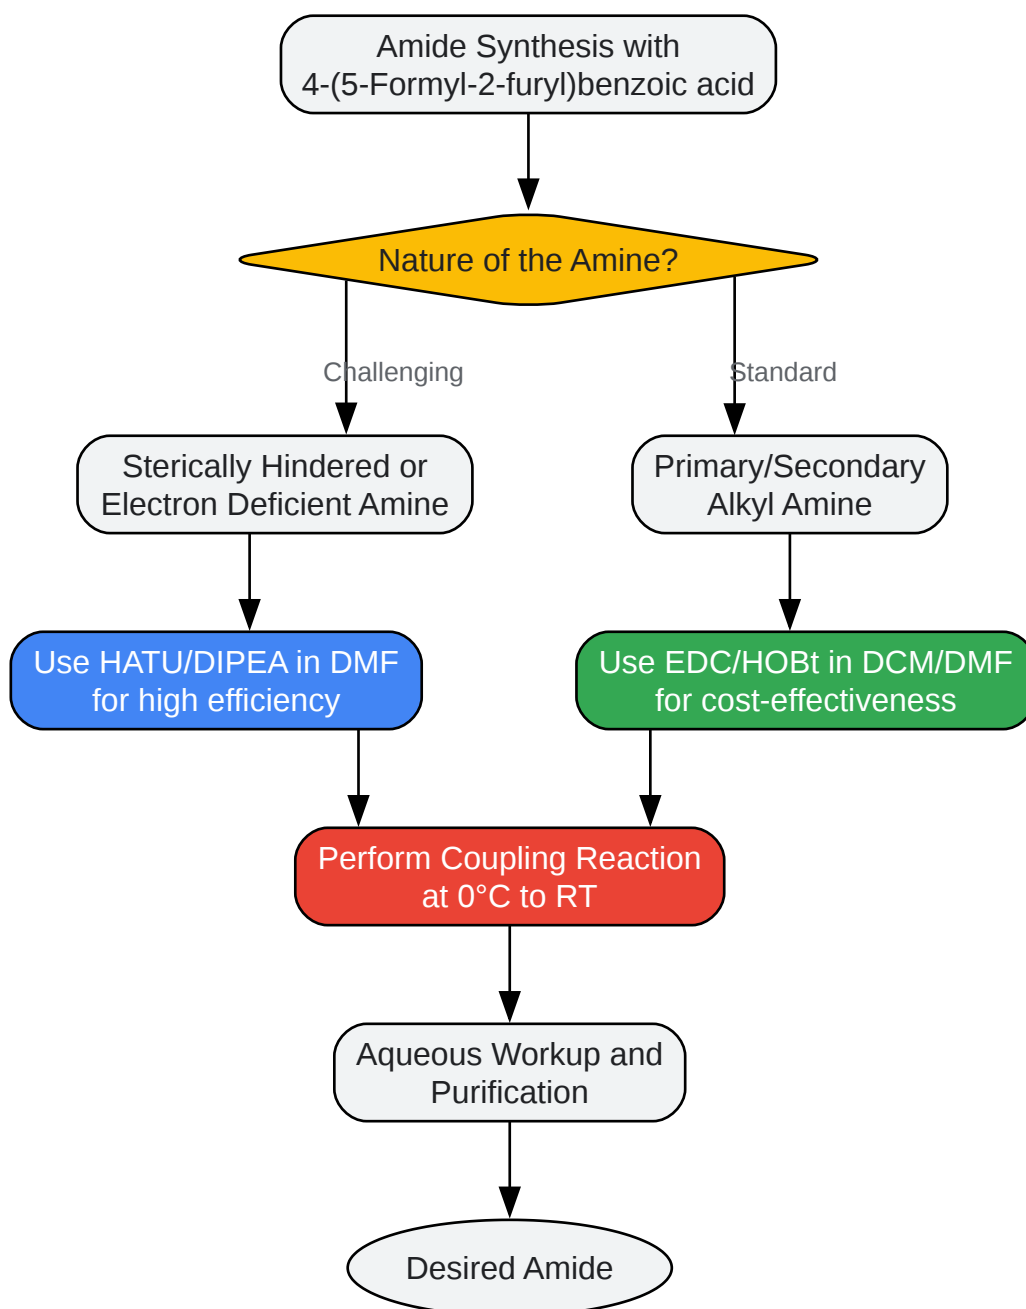 Amide Synthesis with
4-(5-Formyl-2-furyl)benzoic acid
Nature of the Amine?
Challenging
Standard
Sterically Hindered or
Electron Deficient Amine
Primary/Secondary
Alkyl Amine
Use HATU/DIPEA in DMF
for high efficiency
Use EDC/HOBt in DCM/DMF
for cost-effectiveness
Perform Coupling Reaction
at 0°C to RT
Aqueous Workup and
Purification
Desired Amide